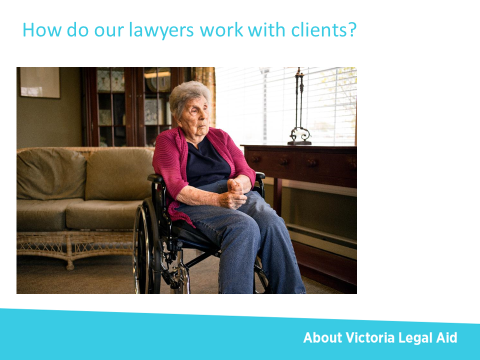 How do our lawyers work with clients?
About Victoria Legal Aid